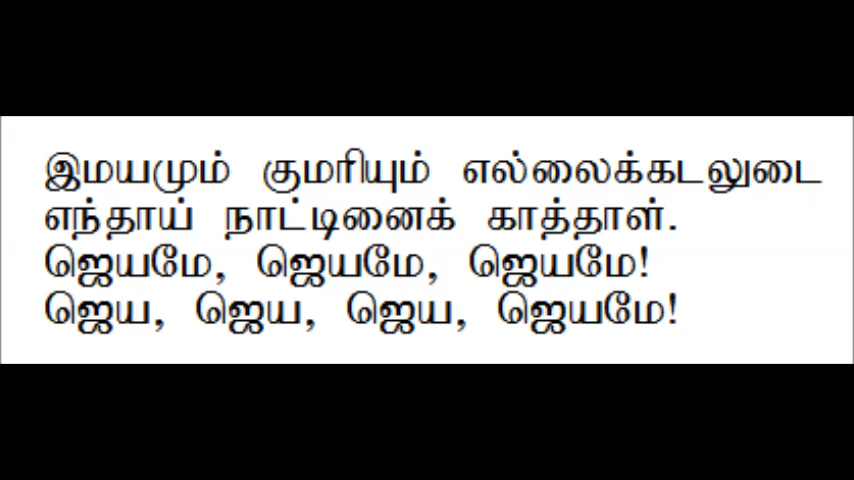 இமயமும் குமரியும் எல்லைக்கடலுடை
எந்தாய் நாட்டினைக் காத்தாள்.
ஜெயமே, ஜெயமே, ஜெயமே!
ஜெய, ஜெய, ஜெய, ஜெயமே!